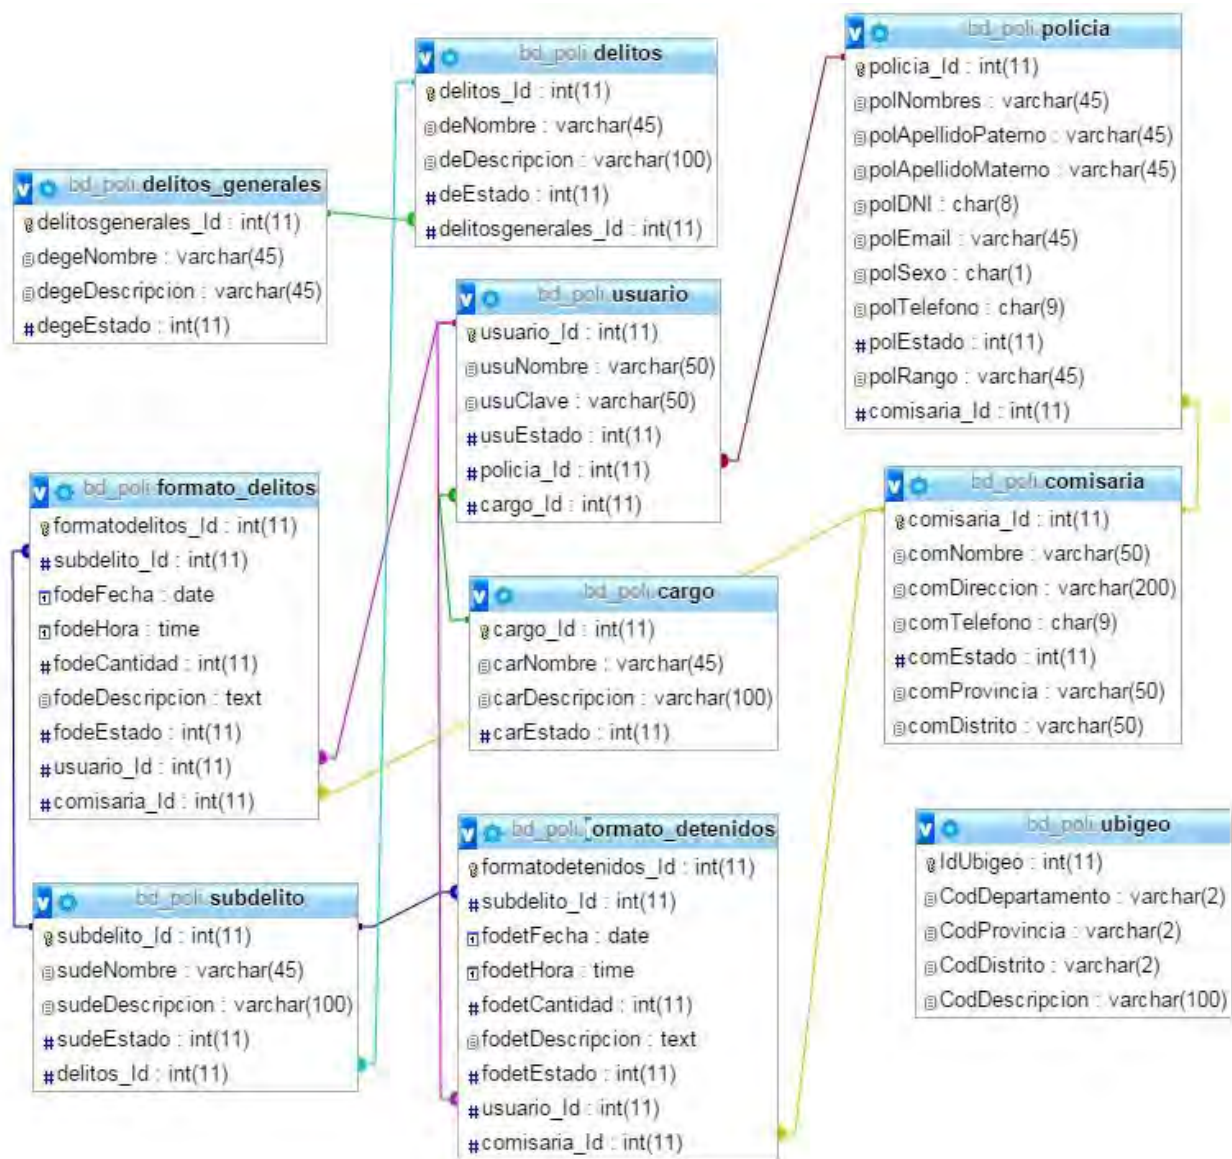 bd_poli.delitos
delitos_Id : int(11)
deNombre : varchar(45)
deDescripcion : varchar(100)
#deEstado : int(11)
#delitosgenerales_Id : int(11)
bd_poli.policia
policia_Id : int(11)
polNombres : varchar(45)
polApellidoPaterno : varchar(45)
polApellidoMaterno : varchar(45)
polDNI : char(8)
polEmail : varchar(45)
polSexo : char(1)
polTelefono : char(9)
#polEstado : int(11)
polRango : varchar(45)
#comisaria_Id : int(11)
bd_poli.delitos_generales
delitosgenerales_Id : int(11)
degeNombre : varchar(45)
degeDescripcion : varchar(45)
#degeEstado : int(11)
bd_poli.usuario
usuario_Id : int(11)
usuNombre : varchar(50)
usuClave : varchar(50)
#usuEstado : int(11)
#policia_Id : int(11)
#cargo_Id : int(11)
bd_poli.formato_delitos
formatodelitos_Id : int(11)
#subdelito_Id : int(11)
fodeFecha : date
fodeHora : time
#fodeCantidad : int(11)
fodeDescripcion : text
#fodeEstado : int(11)
#usuario_Id : int(11)
#comisaria_Id : int(11)
bd_poli.comisaria
comisaria_Id : int(11)
comNombre : varchar(50)
comDireccion : varchar(200)
comTelefono : char(9)
#comEstado : int(11)
comProvincia : varchar(50)
comDistrito : varchar(50)
bd_poli.cargo
cargo_Id : int(11)
carNombre : varchar(45)
carDescripcion : varchar(100)
#carEstado : int(11)
bd_poli.ormato_detenidos
formatodetenidos_Id : int(11)
#subdelito_Id : int(11)
fodetFecha : date
fodetHora : time
#fodetCantidad : int(11)
fodetDescripcion : text
#fodetEstado : int(11)
#usuario_Id : int(11)
#comisaria_Id : int(11)
bd_poli.ubigeo
IdUbigeo : int(11)
CodDepartamento : varchar(2)
CodProvincia : varchar(2)
CodDistrito : varchar(2)
CodDescripcion : varchar(100)
bd_poli.subdelito
subdelito_Id : int(11)
sudeNombre : varchar(45)
sudeDescripcion : varchar(100)
#sudeEstado : int(11)
#delitos_Id : int(11)